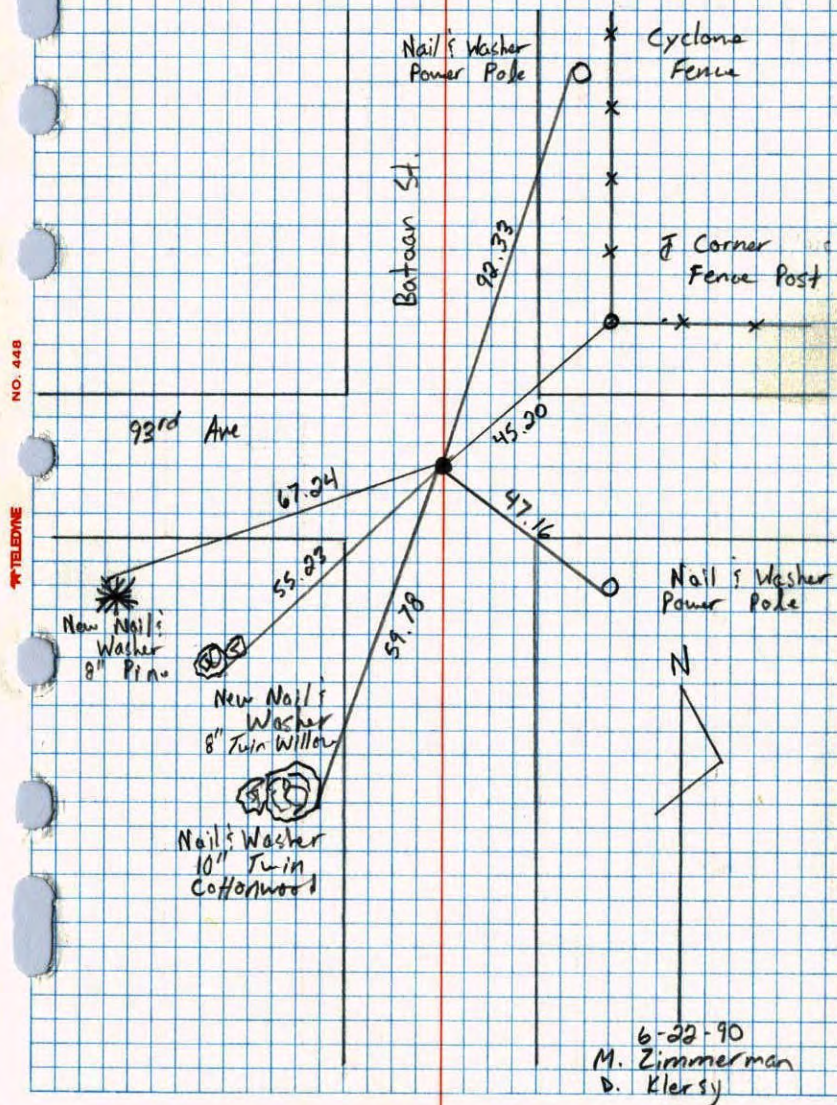 Nail & Washer
Power Pole
Cyclone
Fence
Bataan St.
92.33
℄ Corner
Fence Post
NO. 448
93rd Ave
45.20
67.24
47.16
TELEDYNE
55.23
59.78
Nail & Washer
Power Pole
New Nail &
Washer
8" Pine
N
New Nail &
Washer
8" Twin Willow
Nail & Washer
10" Twin
Cottonwood
6-22-90
M. Zimmerman
D. Klersy